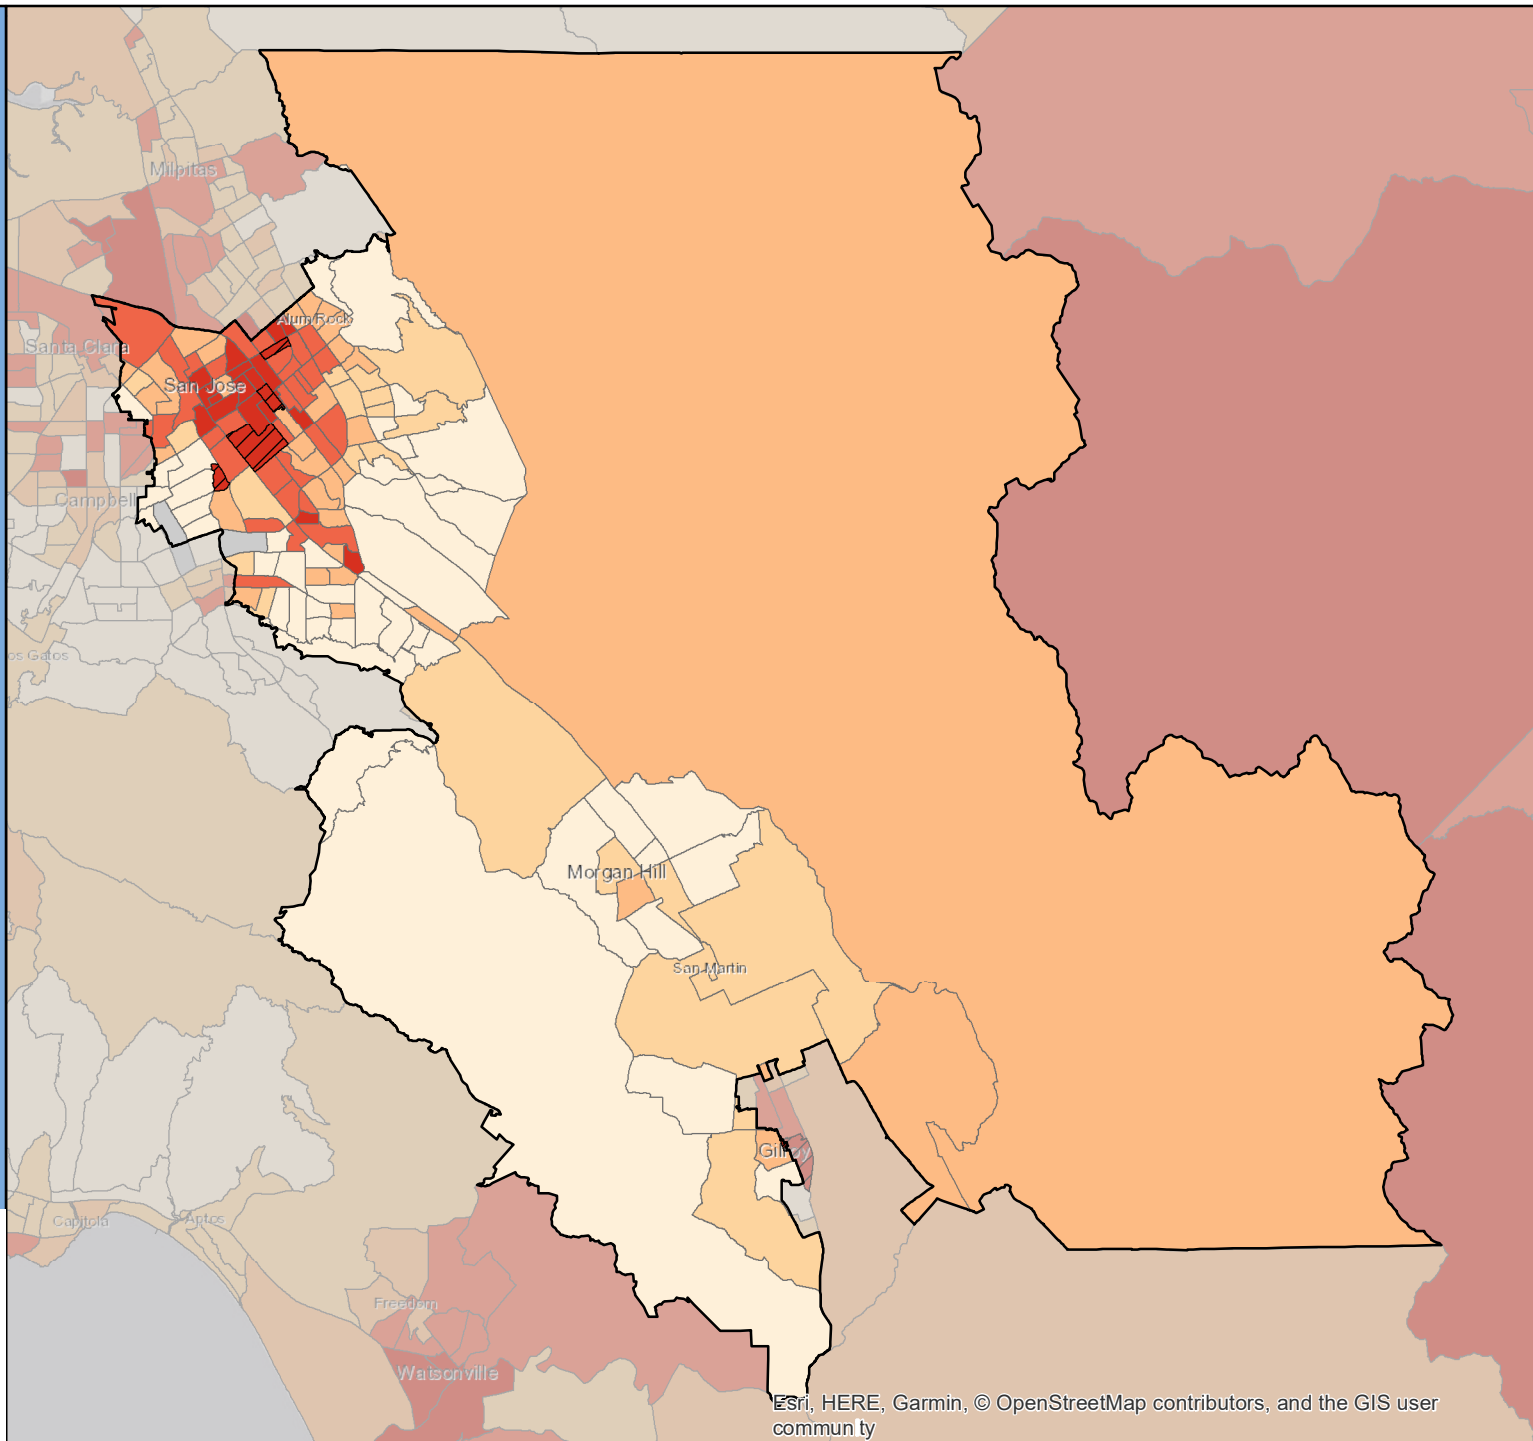 Milpitas
Alum Rock
Santa Clara
San Jose
Campbell
os Gatos
Morgan Hill
San Martin
Gilroy
Capitola
Aptos
Freedom
Watsonville
Esri, HERE, Garmin, © OpenStreetMap contributors, and the GIS user
community